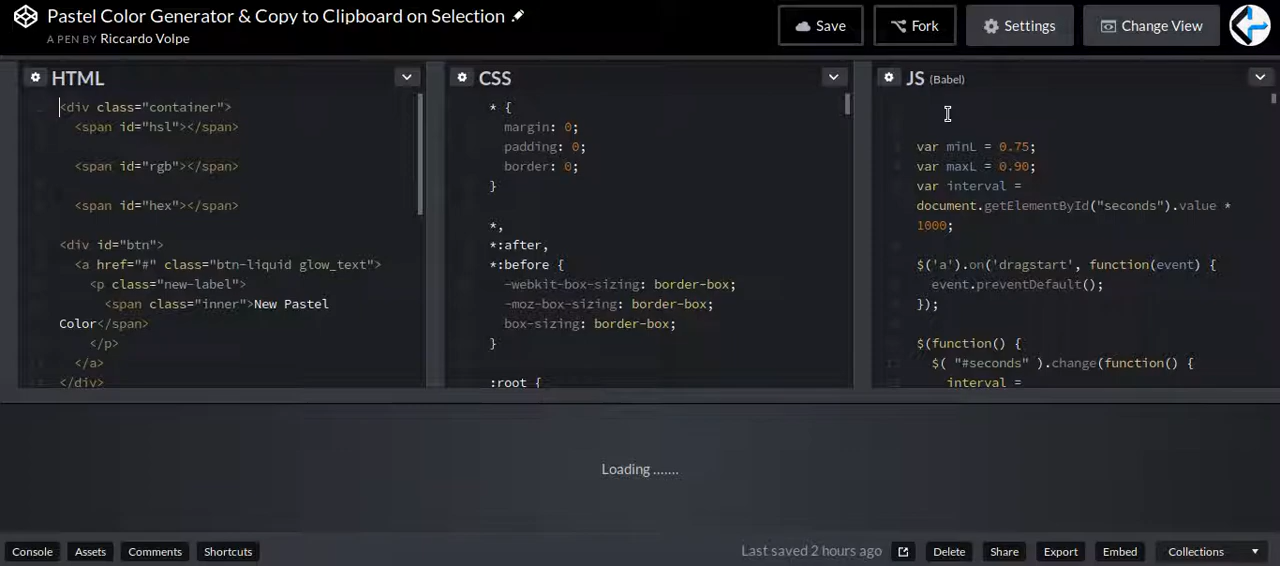 Pastel Color Generator & Copy to Clipboard on Selection
A PEN BY Riccardo Volpe
Save
Fork
Settings
Change View
HTML
<div class="container">
<span id="hsl"></span>
<span id="rgb"></span>
<span id="hex"></span>
<div id="btn">
<a href="#" class="btn-liquid glow_text">
<p class="new-label">
<span class="inner">New Pastel
Color</span>
</p>
</a>
</div>
CSS
* {
margin: 0;
padding: 0;
border: 0;
}
*,
*:after,
*:before {
-webkit-box-sizing: border-box;
-moz-box-sizing: border-box;
box-sizing: border-box;
}
:root {
JS (Babel)
var minL = 0.75;
var maxL = 0.90;
var interval =
document.getElementById("seconds").value *
1000;
$('a').on('dragstart', function(event) {
event.preventDefault();
});
$(function() {
$( "#seconds" ).change(function() {
interval =
Loading .......
Console
Assets
Comments
Shortcuts
Last saved 2 hours ago
Delete
Share
Export
Embed
Collections